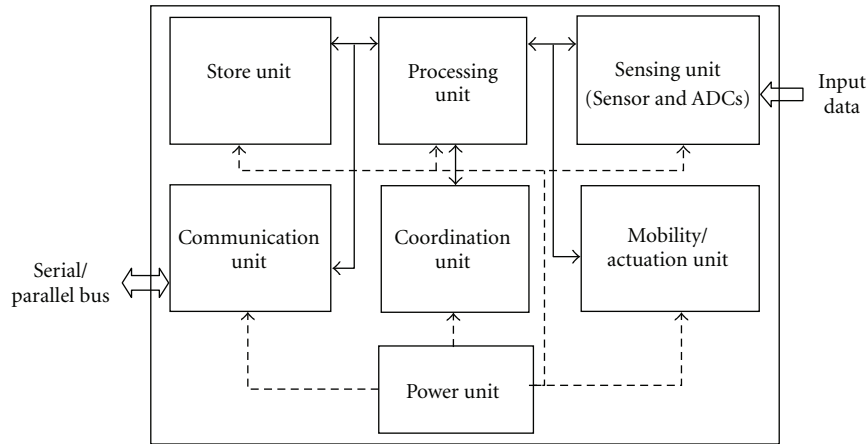 Store unit
Processing
unit
Sensing unit
(Sensor and ADCs)
Input
data
Communication
unit
Coordination
unit
Mobility/
actuation unit
Serial/
parallel bus
Power unit